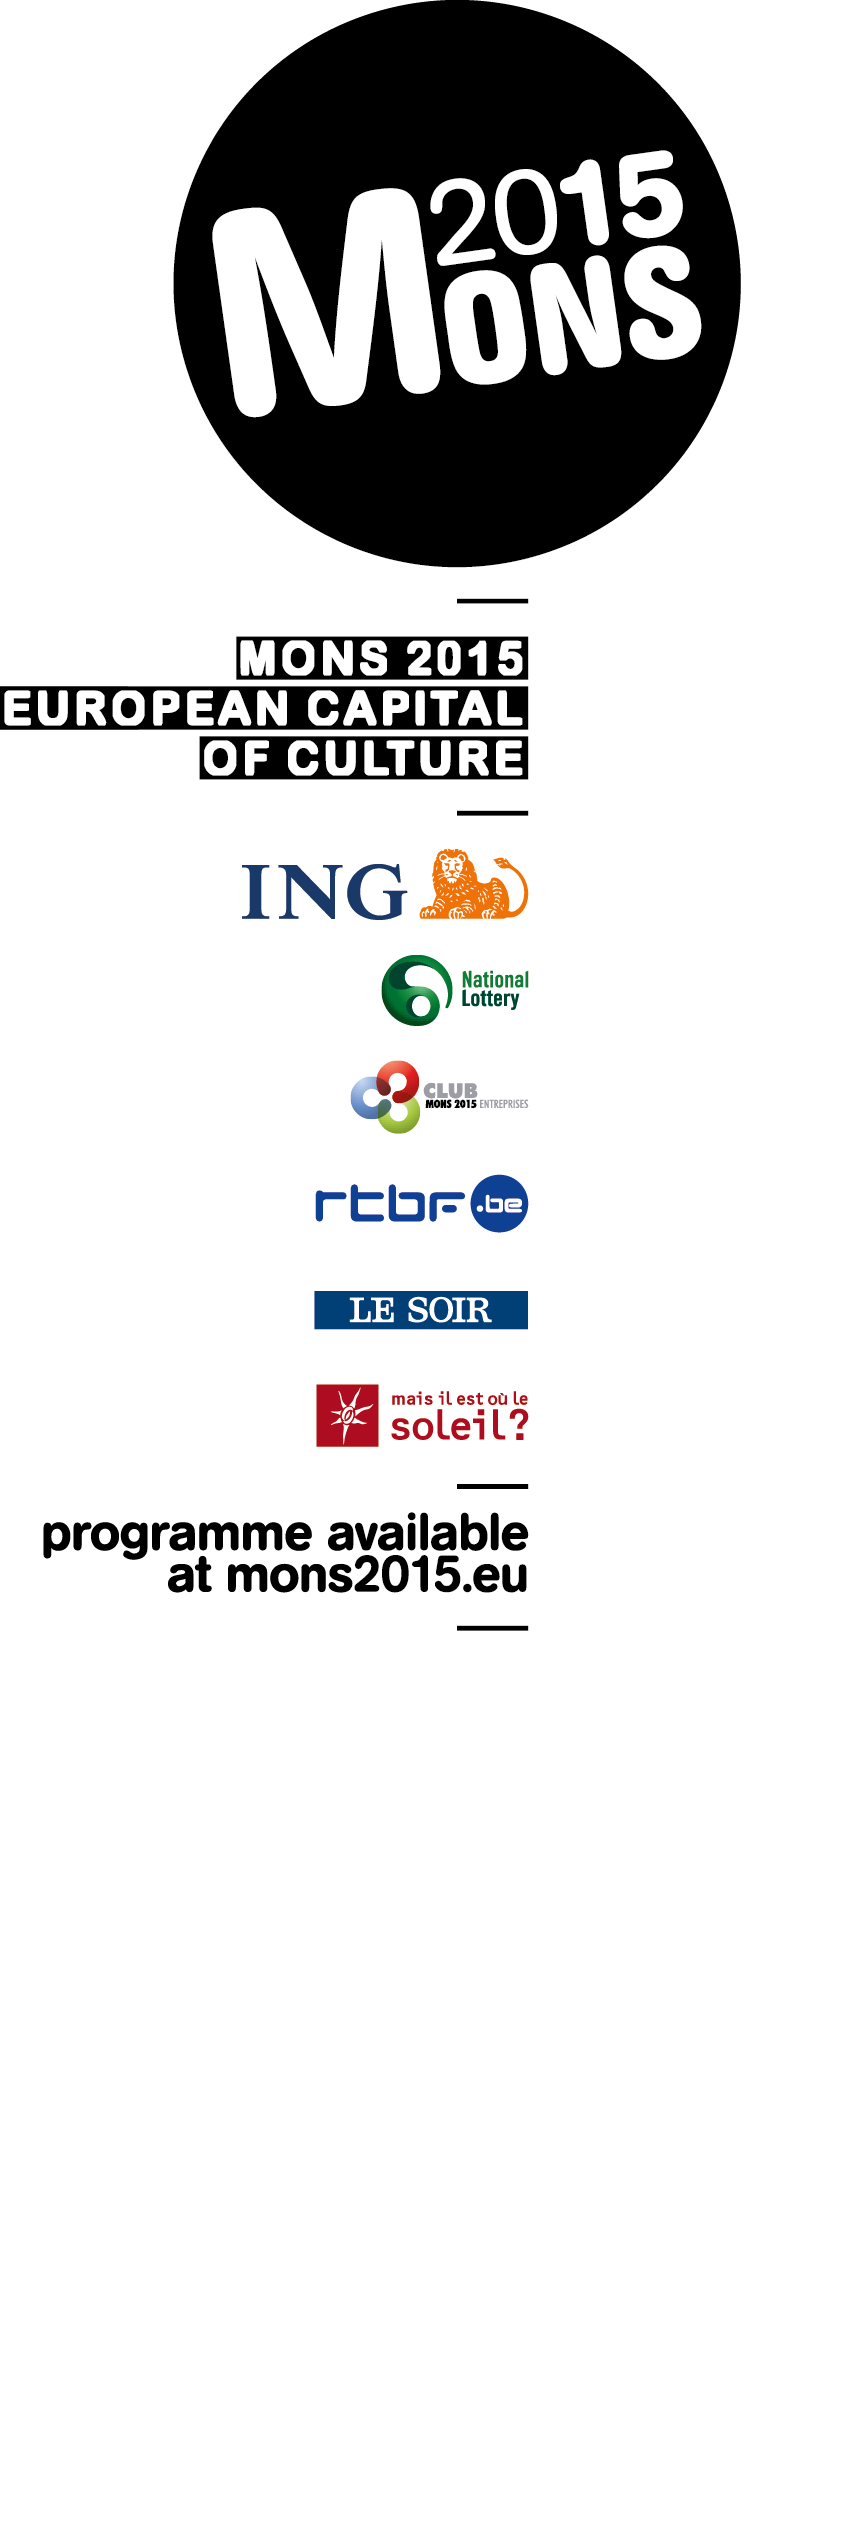 2015
MONS
MONS 2015
EUROPEAN CAPITAL
OF CULTURE
ING
National
Lottery
CLUB
MONS 2015 ENTREPRISES
rtbf .be
LE SOIR
mais il est où le
soleil?
programme available
at mons2015.eu